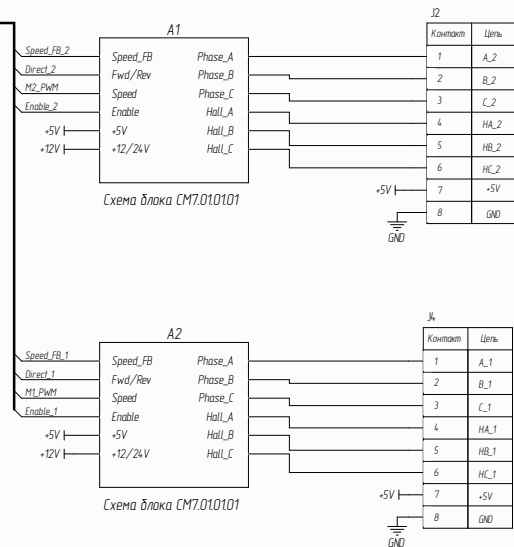 J2
A1
Контакт Цепь
Speed_FB_2 Speed_FB Phase_A 1 A_2
Direct_2 Fwd/Rev Phase_B 2 B_2
M2_PWM Speed Phase_C 3 C_2
Enable_2 Enable Hall_A 4 HA_2
+5V +5V Hall_B 5 HB_2
+12V +12/24V Hall_C 6 HC_2
+5V 7 +5V
Схема блока СМ7.01.01.01
8 GND
GND
J4
A2
Контакт Цепь
Speed_FB_1 Speed_FB Phase_A 1 A_1
Direct_1 Fwd/Rev Phase_B 2 B_1
M1_PWM Speed Phase_C 3 C_1
Enable_1 Enable Hall_A 4 HA_1
+5V +5V Hall_B 5 HB_1
+12V +12/24V Hall_C 6 HC_1
+5V 7 +5V
Схема блока СМ7.01.01.01
8 GND
GND